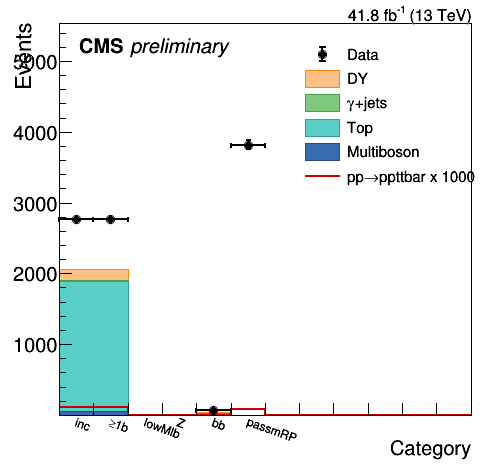 41.8 fb⁻¹ (13 TeV)
CMS preliminary
Events
5000
4000
3000
2000
1000
Data
DY
γ+jets
Top
Multiboson
pp→ppttbar x 1000
inc
≥1b
lowMlb
Z
bb
passmRP
Category